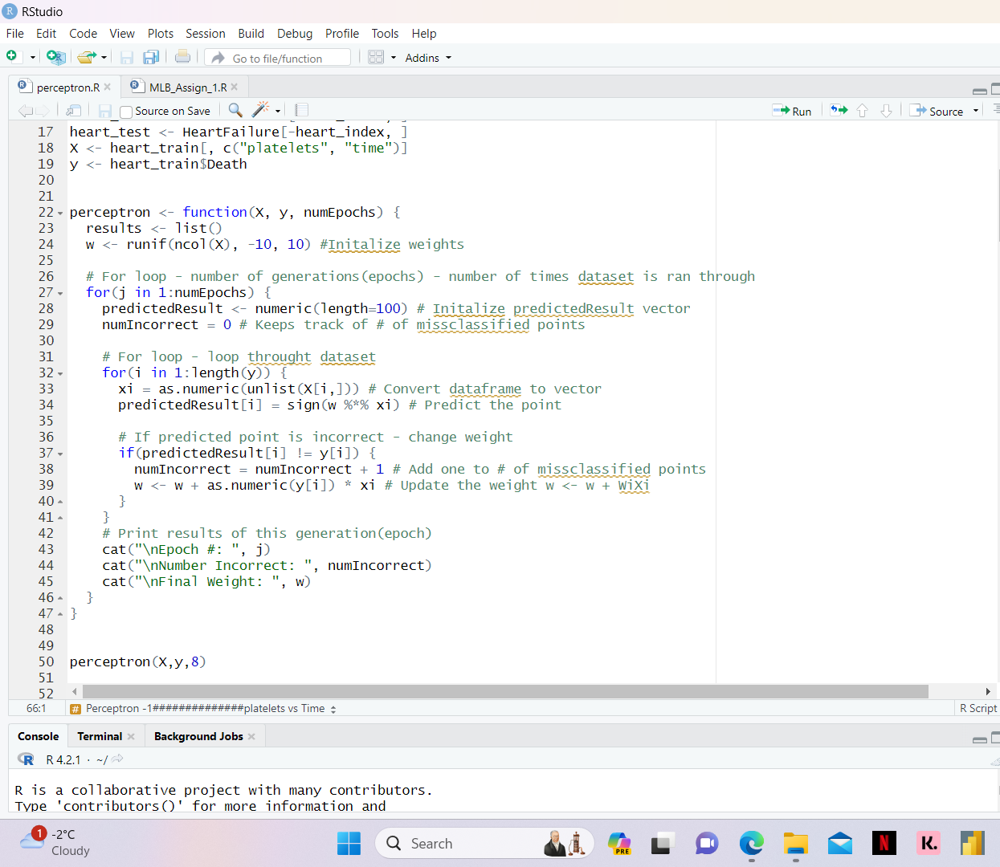 RStudio
File Edit Code View Plots Session Build Debug Profile Tools Help
Go to file/function Addins
perceptron.R MLB_Assign_1.R
Source on Save Run Source
17 heart_test <- HeartFailure[-heart_index, ]
18 X <- heart_train[, c("platelets", "time")]
19 y <- heart_train$Death
20
21
22 perceptron <- function(X, y, numEpochs) {
23 results <- list()
24 w <- runif(ncol(X), -10, 10) #Initalize weights
25
26 # For loop - number of generations(epochs) - number of times dataset is ran through
27 for(j in 1:numEpochs) {
28 predictedResult <- numeric(length=100) # Initalize predictedResult vector
29 numIncorrect = 0 # Keeps track of # of missclassified points
30
31 # For loop - loop throught dataset
32 for(i in 1:length(y)) {
33 xi = as.numeric(unlist(X[i,])) # Convert dataframe to vector
34 predictedResult[i] = sign(w %*% xi) # Predict the point
35
36 # If predicted point is incorrect - change weight
37 if(predictedResult[i] != y[i]) {
38 numIncorrect = numIncorrect + 1 # Add one to # of missclassified points
39 w <- w + as.numeric(y[i]) * xi # Update the weight w <- w + WiXi
40 }
41 }
42 # Print results of this generation(epoch)
43 cat("\nEpoch #: ", j)
44 cat("\nNumber Incorrect: ", numIncorrect)
45 cat("\nFinal Weight: ", w)
46 }
47 }
48
49
50 perceptron(X,y,8)
51
52
66:1 # Perceptron -1##############platelets vs Time R Script
Console Terminal Background Jobs
R R 4.2.1 · ~/
R is a collaborative project with many contributors.
Type 'contributors()' for more information and
1 -2°C
Cloudy
Search
PRE
N
K.